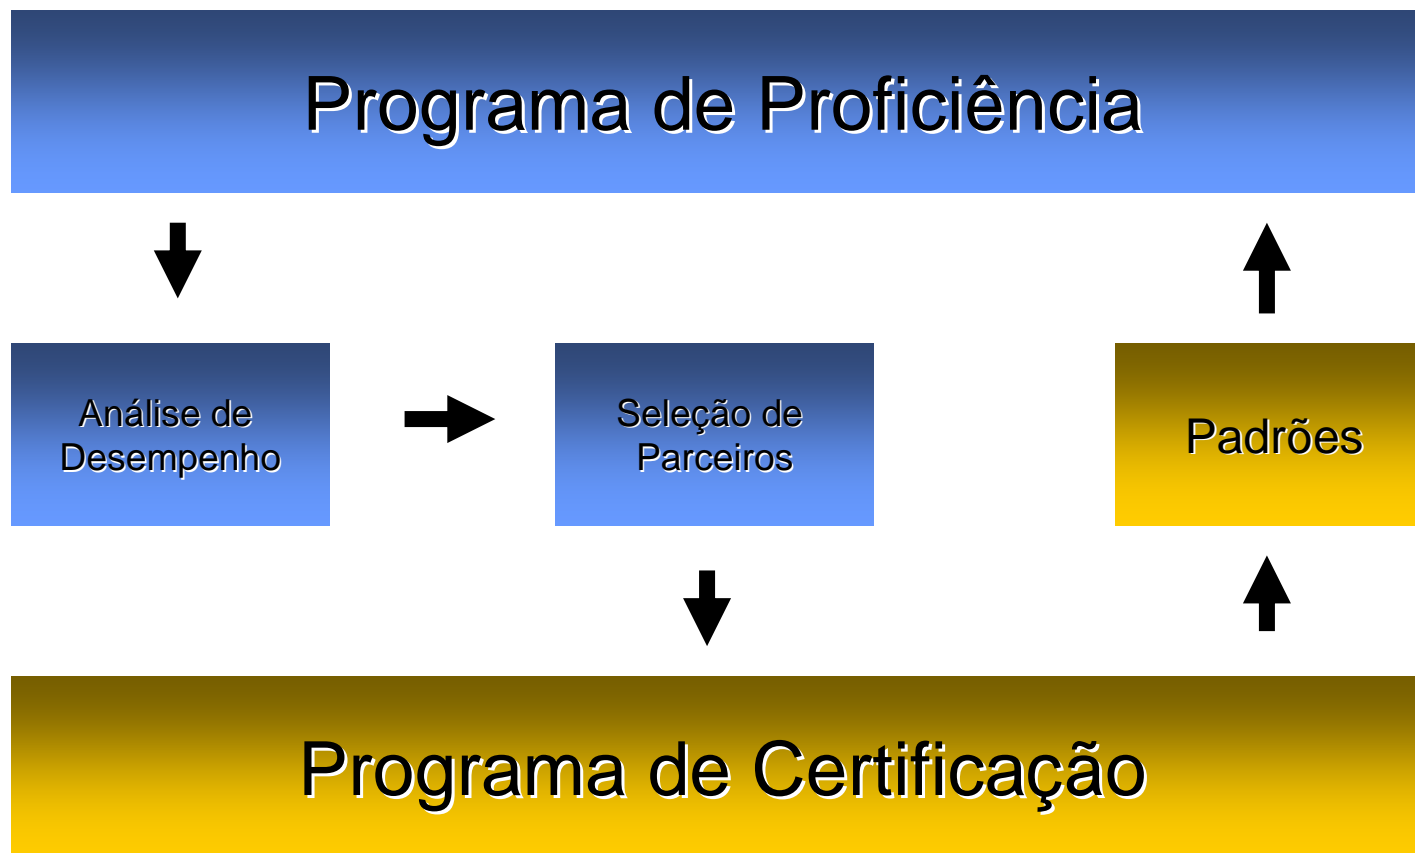 Programa de Proficiência
Análise de
Desempenho
Seleção de
Parceiros
Padrões
Programa de Certificação